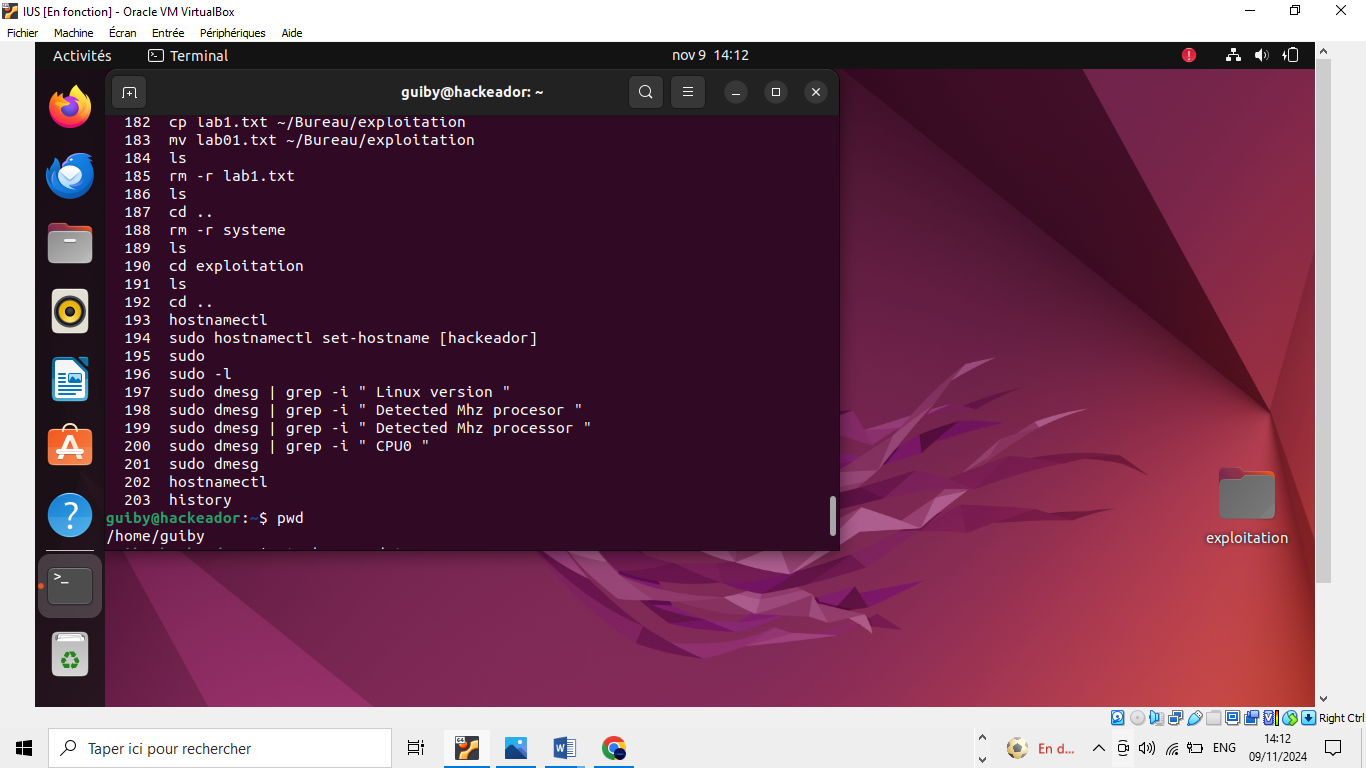 IUS [En fonction] - Oracle VM VirtualBox
Fichier Machine Écran Entrée Périphériques Aide
Activités Terminal nov 9 14:12
guiby@hackeador: ~
182 cp lab1.txt ~/Bureau/exploitation
183 mv lab01.txt ~/Bureau/exploitation
184 ls
185 rm -r lab1.txt
186 ls
187 cd ..
188 rm -r systeme
189 ls
190 cd exploitation
191 ls
192 cd ..
193 hostnamectl
194 sudo hostnamectl set-hostname [hackeador]
195 sudo
196 sudo -l
197 sudo dmesg | grep -i " Linux version "
198 sudo dmesg | grep -i " Detected Mhz procesor "
199 sudo dmesg | grep -i " Detected Mhz processor "
200 sudo dmesg | grep -i " CPU0 "
201 sudo dmesg
202 hostnamectl
203 history
guiby@hackeador:~$ pwd
/home/guiby
exploitation
Right Ctrl
Taper ici pour rechercher
En d...
ENG
14:12
09/11/2024